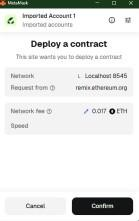 MetaMask
Imported Account 1
Imported accounts
Deploy a contract
This site wants you to deploy a contract
Network L Localhost 8545
Request from remix.ethereum.org
Network fee 0.017 ETH
Speed
Cancel Confirm